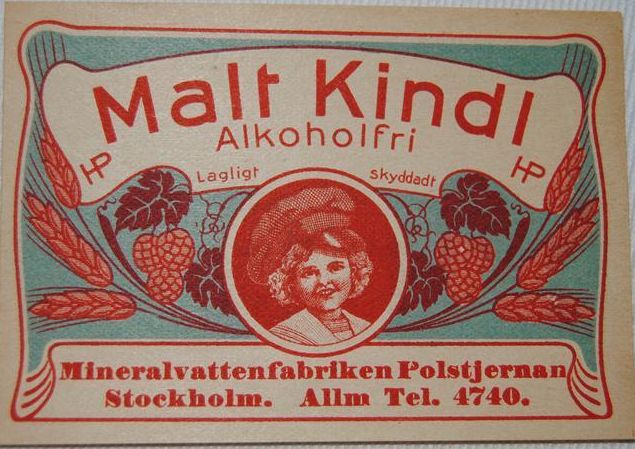 Malt Kindl
Alkoholfri
HP
HP
Lagligt skyddadt
Mineralvattenfabriken Polstjernan
Stockholm. Allm Tel. 4740.